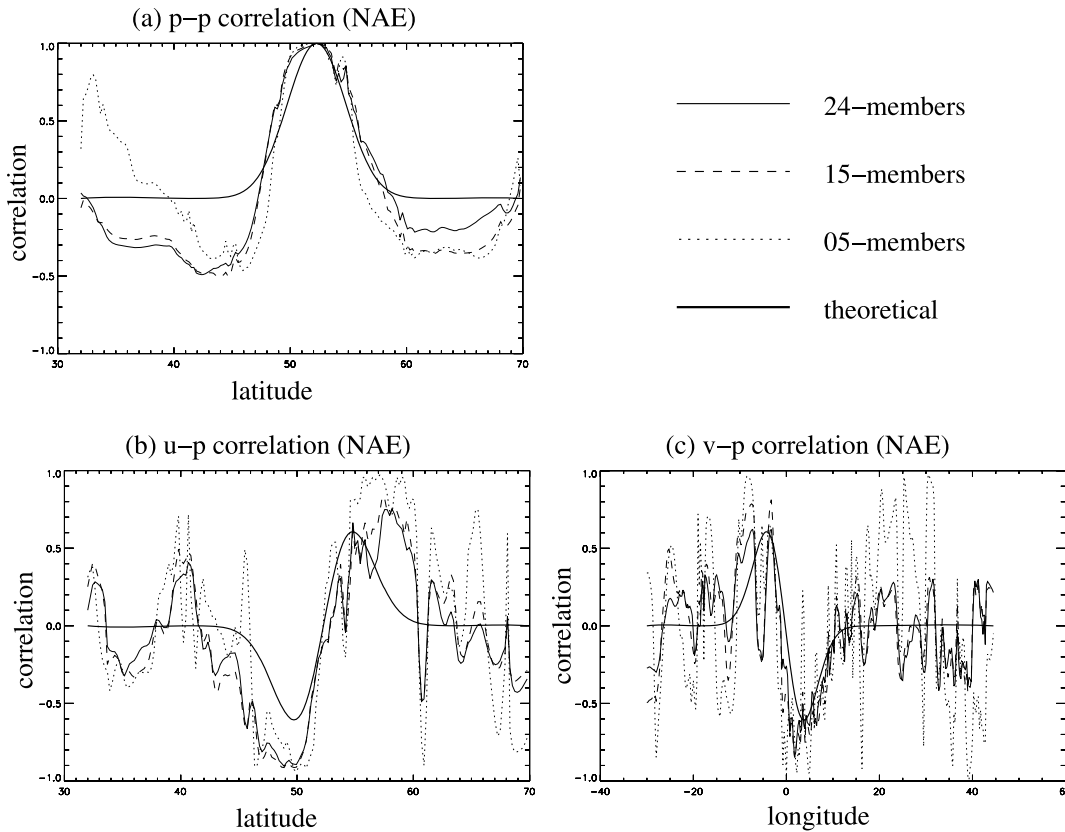 (a) p−p correlation (NAE)
1.0
0.5
0.0
−0.5
−1.0
correlation
30 40 50 60 70
latitude
24−members
15−members
05−members
theoretical
(b) u−p correlation (NAE)
1.0
0.5
0.0
−0.5
−1.0
correlation
30 40 50 60 70
latitude
(c) v−p correlation (NAE)
1.0
0.5
0.0
−0.5
−1.0
correlation
−40 −20 0 20 40
longitude